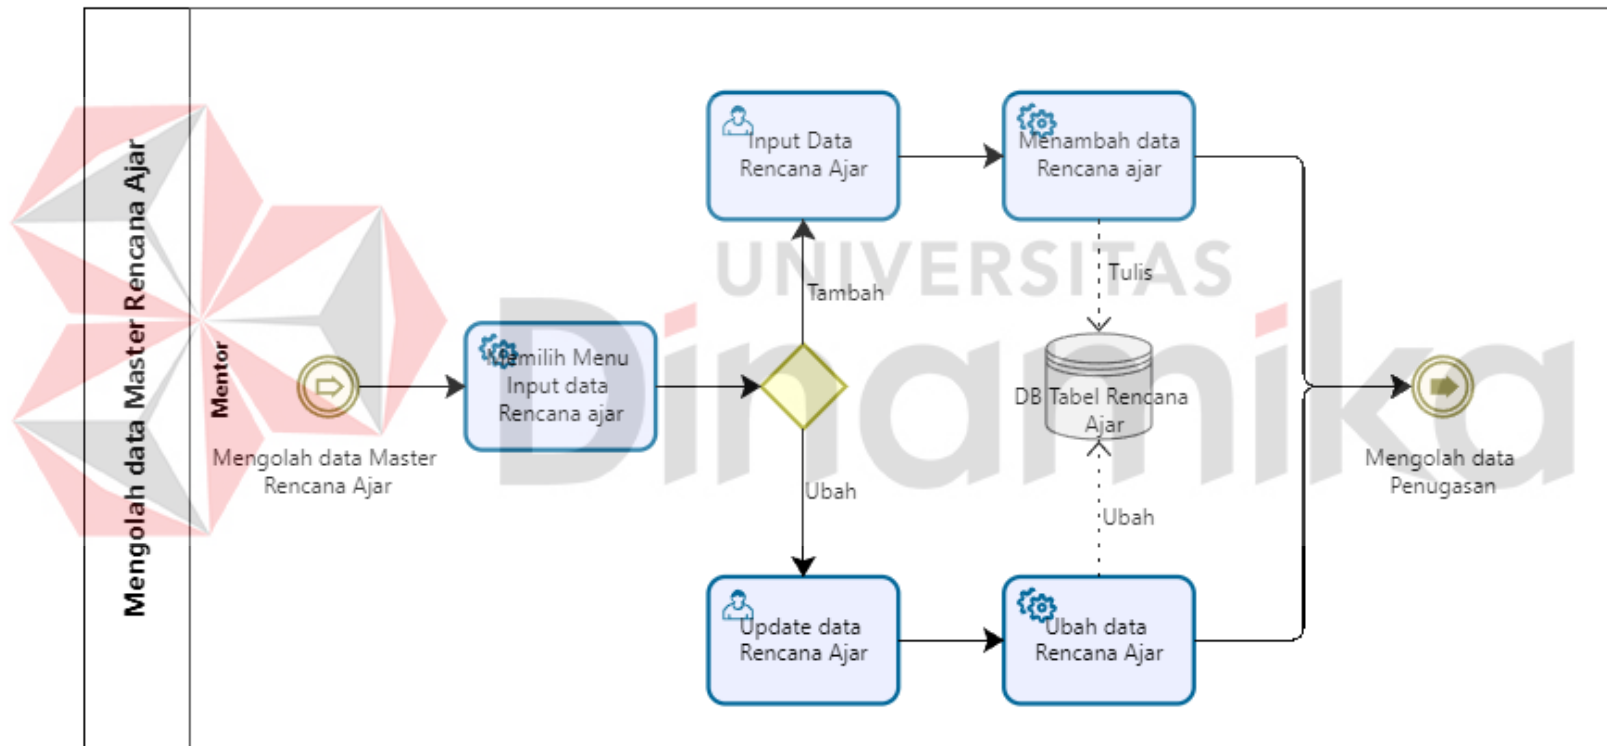 Mengolah data Master Rencana Ajar
Mentor
Mengolah data Master
Rencana Ajar
Memilih Menu
Input data
Rencana ajar
Tambah
Ubah
Input Data
Rencana Ajar
Menambah data
Rencana ajar
Tulis
DB Tabel Rencana
Ajar
Ubah
Update data
Rencana Ajar
Ubah data
Rencana Ajar
Mengolah data
Penugasan
UNIVERSITAS
Dinamika